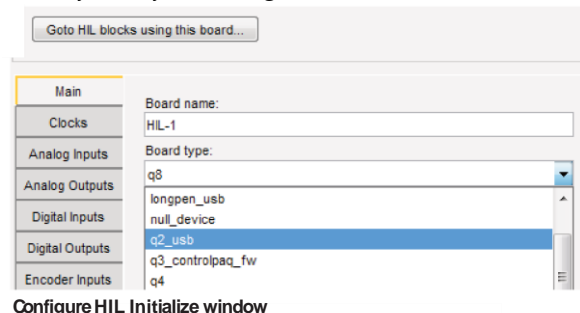 Goto HIL blocks using this board...
Main
Clocks
Analog Inputs
Analog Outputs
Digital Inputs
Digital Outputs
Encoder Inputs
Board name:
HIL-1
Board type:
q8
longpen_usb
null_device
q2_usb
q3_controlpaq_fw
q4
Configure HIL Initialize window